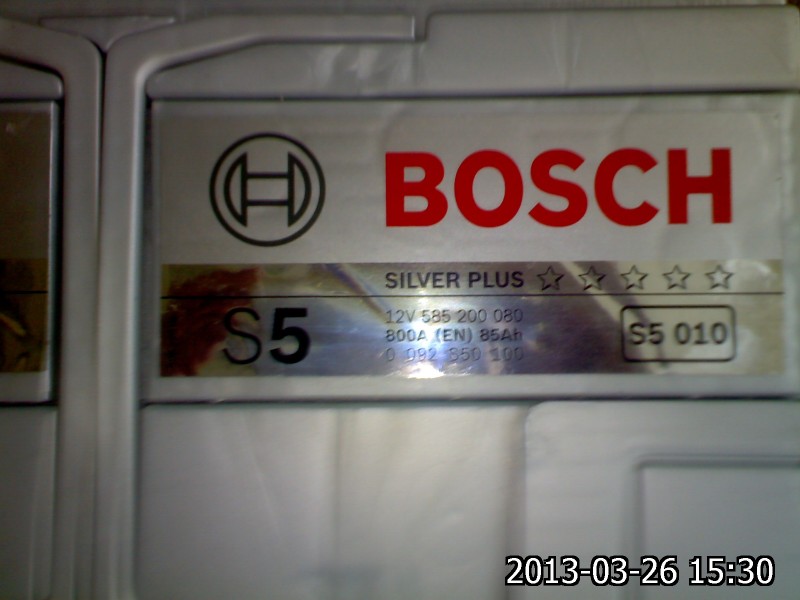 BOSCH
SILVER PLUS
S5
12V 585 200 080
800A (EN) 85Ah
0 092 S50 100
S5 010
2013-03-26 15:30